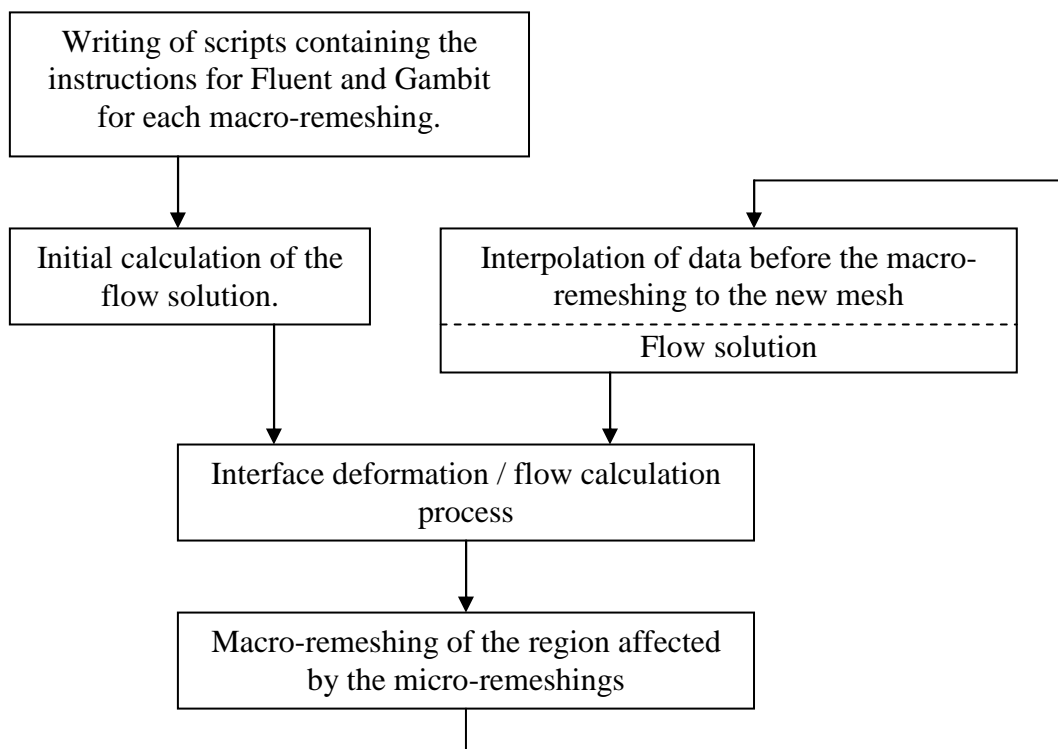 Writing of scripts containing the
instructions for Fluent and Gambit
for each macro-remeshing.
Initial calculation of the
flow solution.
Interpolation of data before the macro-
remeshing to the new mesh
Flow solution
Interface deformation / flow calculation
process
Macro-remeshing of the region affected
by the micro-remeshings